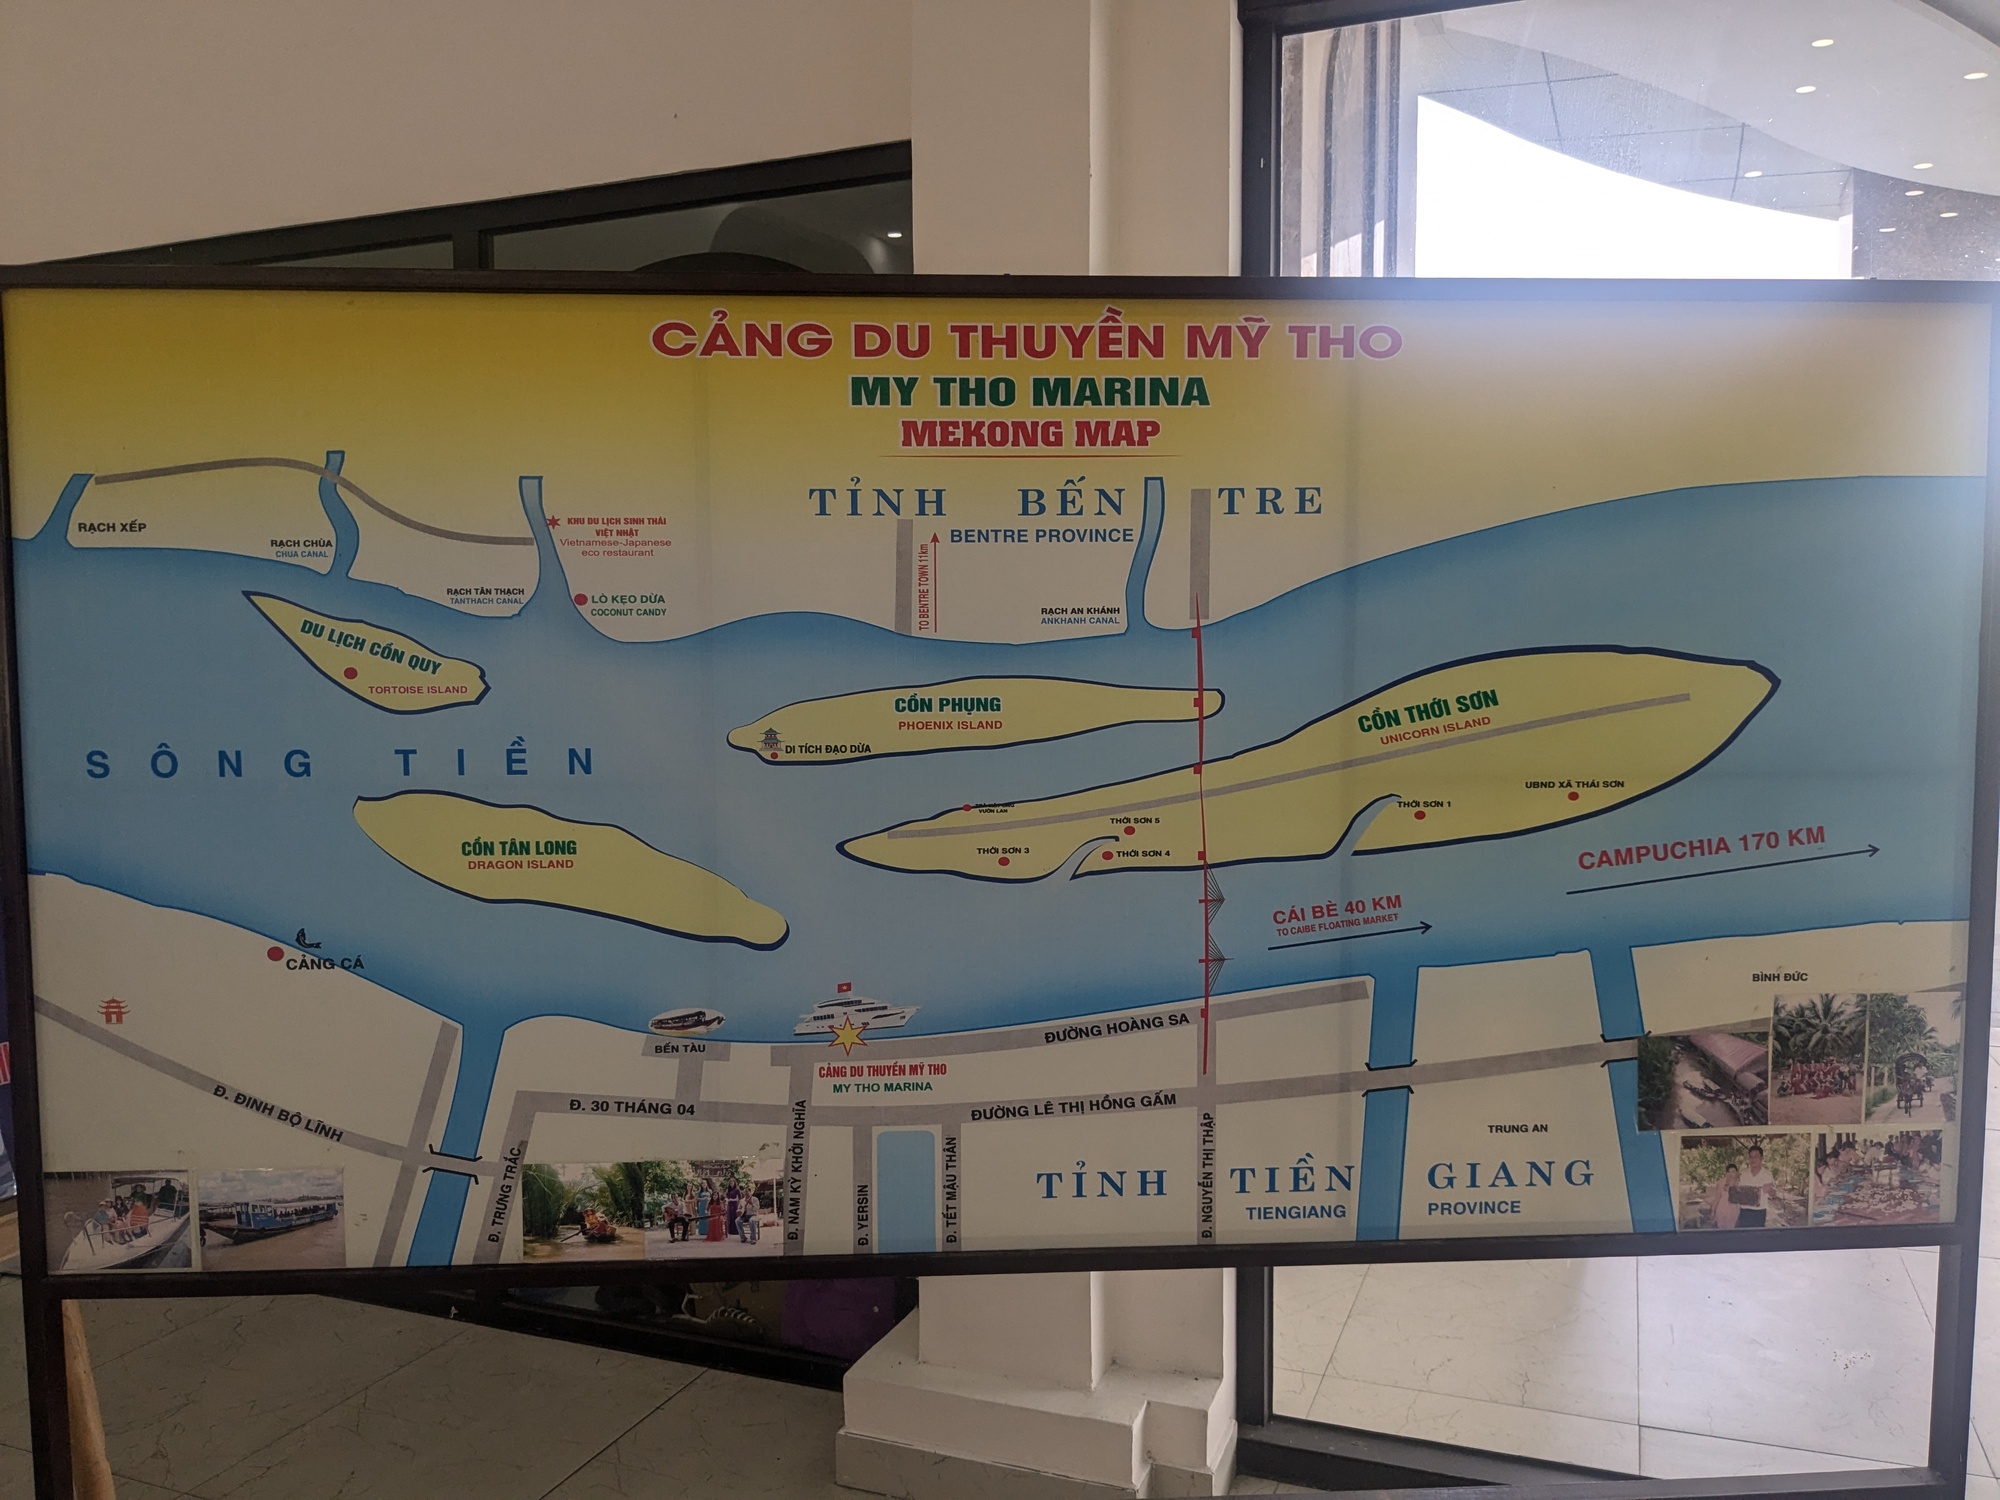 CẢNG DU THUYỀN MỸ THO
MY THO MARINA
MEKONG MAP
TỈNH BẾN TRE
BENTRE PROVINCE
TO BENTRE TOWN 11km
RẠCH XẾP
RẠCH CHÙA
CHUA CANAL
KHU DU LỊCH SINH THÁI
VIỆT NHẬT
Vietnamese-Japanese
eco restaurant
RẠCH TÂN THẠCH
TANTHACH CANAL
LÒ KẸO DỪA
COCONUT CANDY
RẠCH AN KHÁNH
ANKHANH CANAL
DU LỊCH CỒN QUY
TORTOISE ISLAND
CỒN PHỤNG
PHOENIX ISLAND
DI TÍCH ĐẠO DỪA
CỒN THỚI SƠN
UNICORN ISLAND
SÔNG TIỀN
UBND XÃ THÁI SƠN
THỚI SƠN 1
VƯỜN LAN
THỚI SƠN 5
THỚI SƠN 3
THỚI SƠN 4
CỒN TÂN LONG
DRAGON ISLAND
CAMPUCHIA 170 KM
CÁI BÈ 40 KM
TO CAIBE FLOATING MARKET
CẢNG CÁ
BÌNH ĐỨC
BẾN TÀU
ĐƯỜNG HOÀNG SA
CẢNG DU THUYỀN MỸ THO
MY THO MARINA
Đ. ĐINH BỘ LĨNH
Đ. 30 THÁNG 04
ĐƯỜNG LÊ THỊ HỒNG GẤM
TRUNG AN
Đ. TRƯNG TRẮC
Đ. NAM KỲ KHỞI NGHĨA
Đ. YERSIN
Đ. TẾT MẬU THÂN
Đ. NGUYỄN THỊ THẬP
TỈNH TIỀN GIANG
TIENGIANG PROVINCE